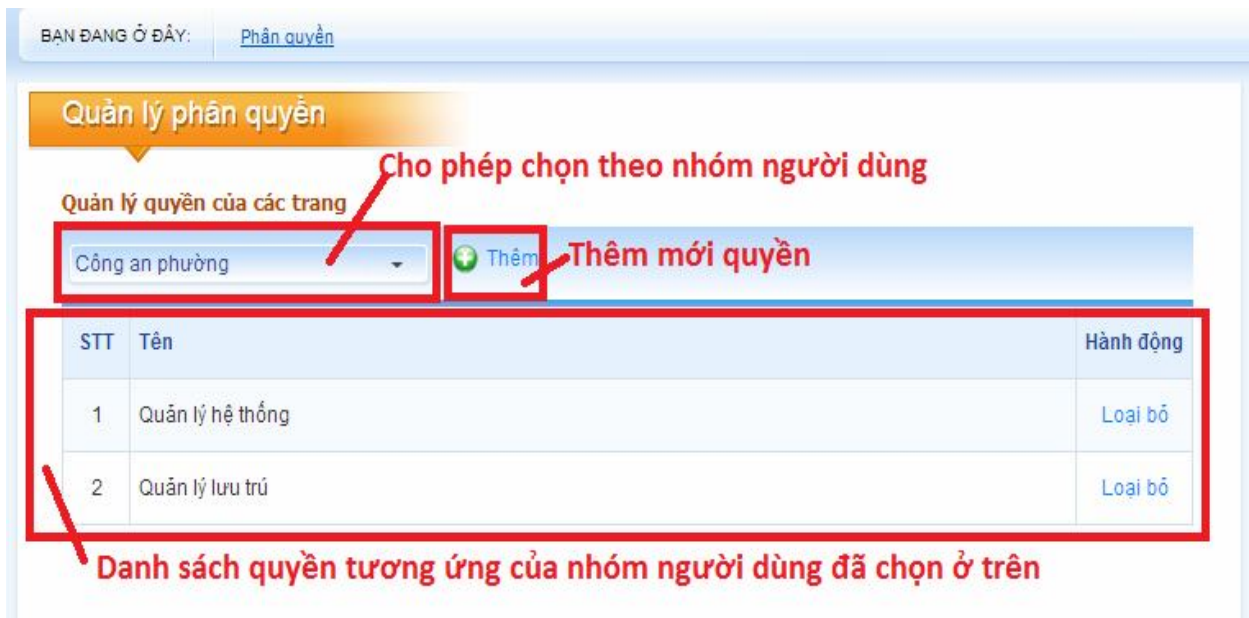 BẠN ĐANG Ở ĐÂY: Phân quyền
Quản lý phân quyền
Cho phép chọn theo nhóm người dùng
Quản lý quyền của các trang
Công an phường Thêm Thêm mới quyền
STT Tên Hành động
1 Quản lý hệ thống Loại bỏ
2 Quản lý lưu trú Loại bỏ
Danh sách quyền tương ứng của nhóm người dùng đã chọn ở trên